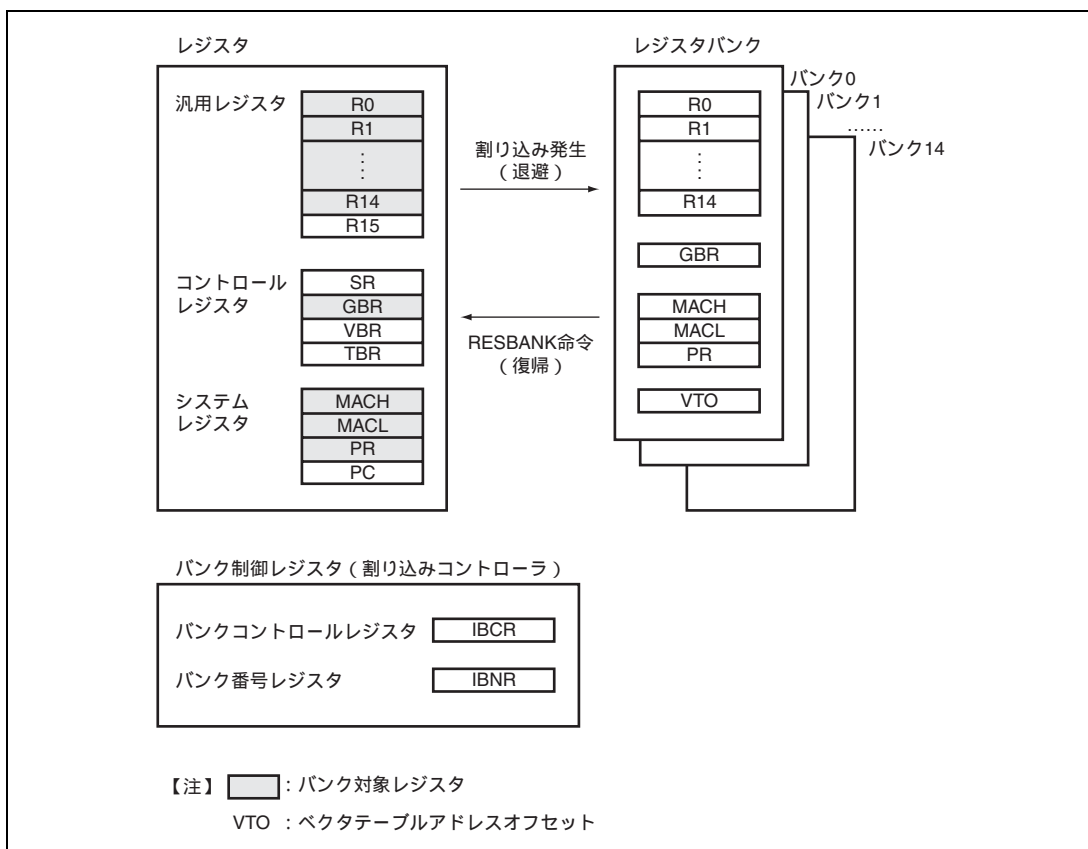 レジスタ
汎用レジスタ
R0
R1
⋮
R14
R15
コントロール
レジスタ
SR
GBR
VBR
TBR
システム
レジスタ
MACH
MACL
PR
PC
割り込み発生
(退避)
RESBANK命令
(復帰)
レジスタバンク
バンク0
バンク1
……
バンク14
R0
R1
⋮
R14
GBR
MACH
MACL
PR
VTO
バンク制御レジスタ(割り込みコントローラ)
バンクコントロールレジスタ IBCR
バンク番号レジスタ IBNR
【注】 :バンク対象レジスタ
VTO :ベクタテーブルアドレスオフセット